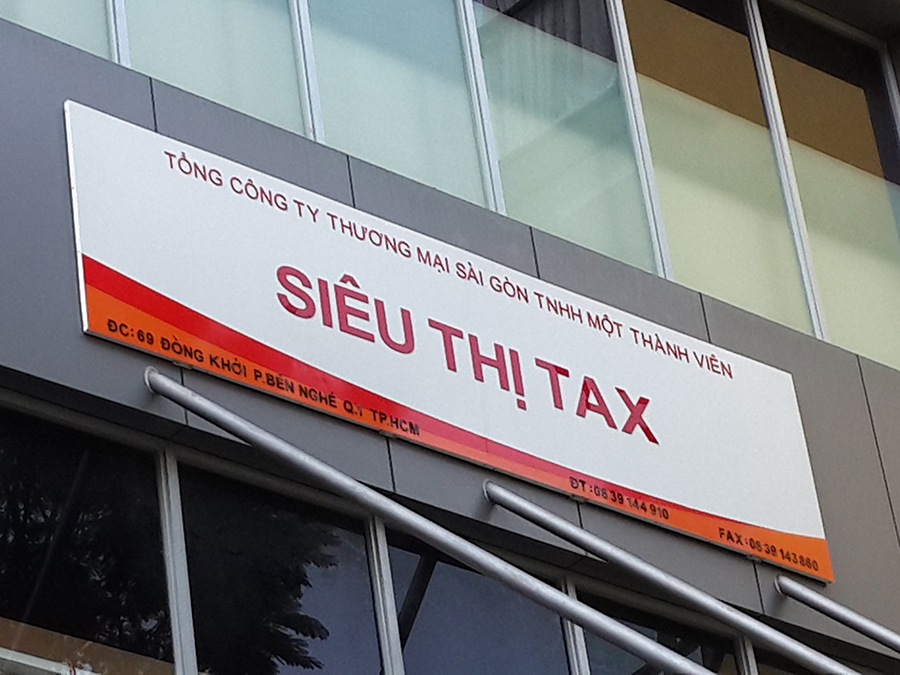 TỔNG CÔNG TY THƯƠNG MẠI SÀI GÒN TNHH MỘT THÀNH VIÊN
SIÊU THỊ TAX
ĐC:69 ĐỒNG KHỞI P.BẾN NGHÉ Q.1 TP.HCM
ĐT:08 39 144 910
FAX:08 39 143 860